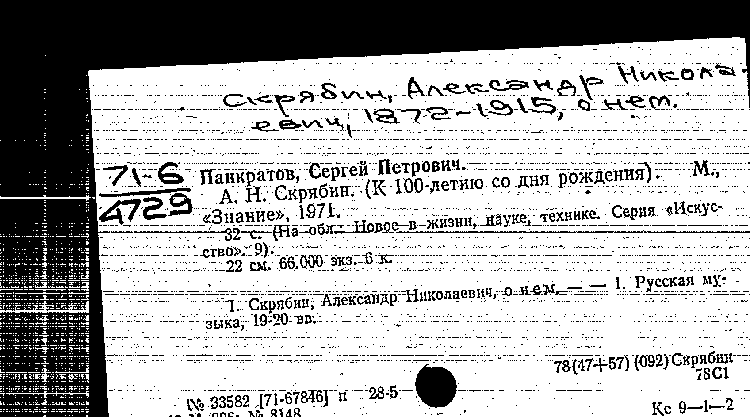 Скрябин, Александр Никола-
евич, 1872-1915, о нем.
71-6
4729
Панкратов, Сергей Петрович.
А. Н. Скрябин. (К 100-летию со дня рождения). М.,
«Знание», 1971.
32 с. (На обл.: Новое в жизни, науке, технике. Серия «Искус-
ство». 9).
22 см. 66.000 экз. 6 к.
1. Скрябин, Александр Николаевич, о нем. — — 1. Русская му-
зыка, 19-20 вв.
78(47+57)(092)Скрябин
78С1
№ 33582 [71-67846] п 28-5
№ 8148
Кс 9—1—2